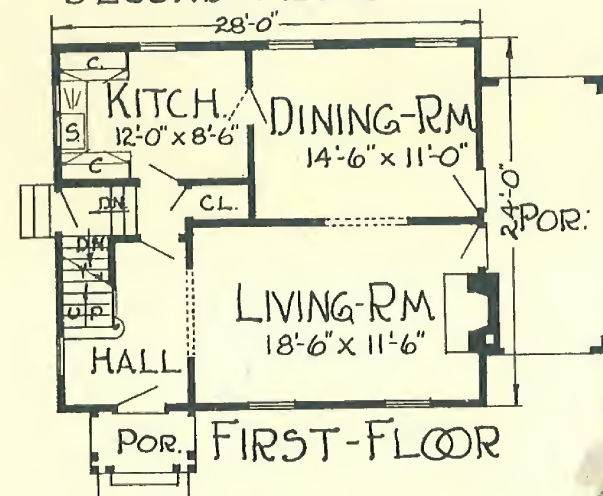 28'-0"
C.
KITCH.
12'-0" x 8'-6"
S.
C
DINING-RM
14'-6" x 11'-0"
24'-0"
POR:
DN.
CL.
DN
UP
LIVING-RM
18'-6" x 11'-6"
HALL
POR.
FIRST-FLOOR